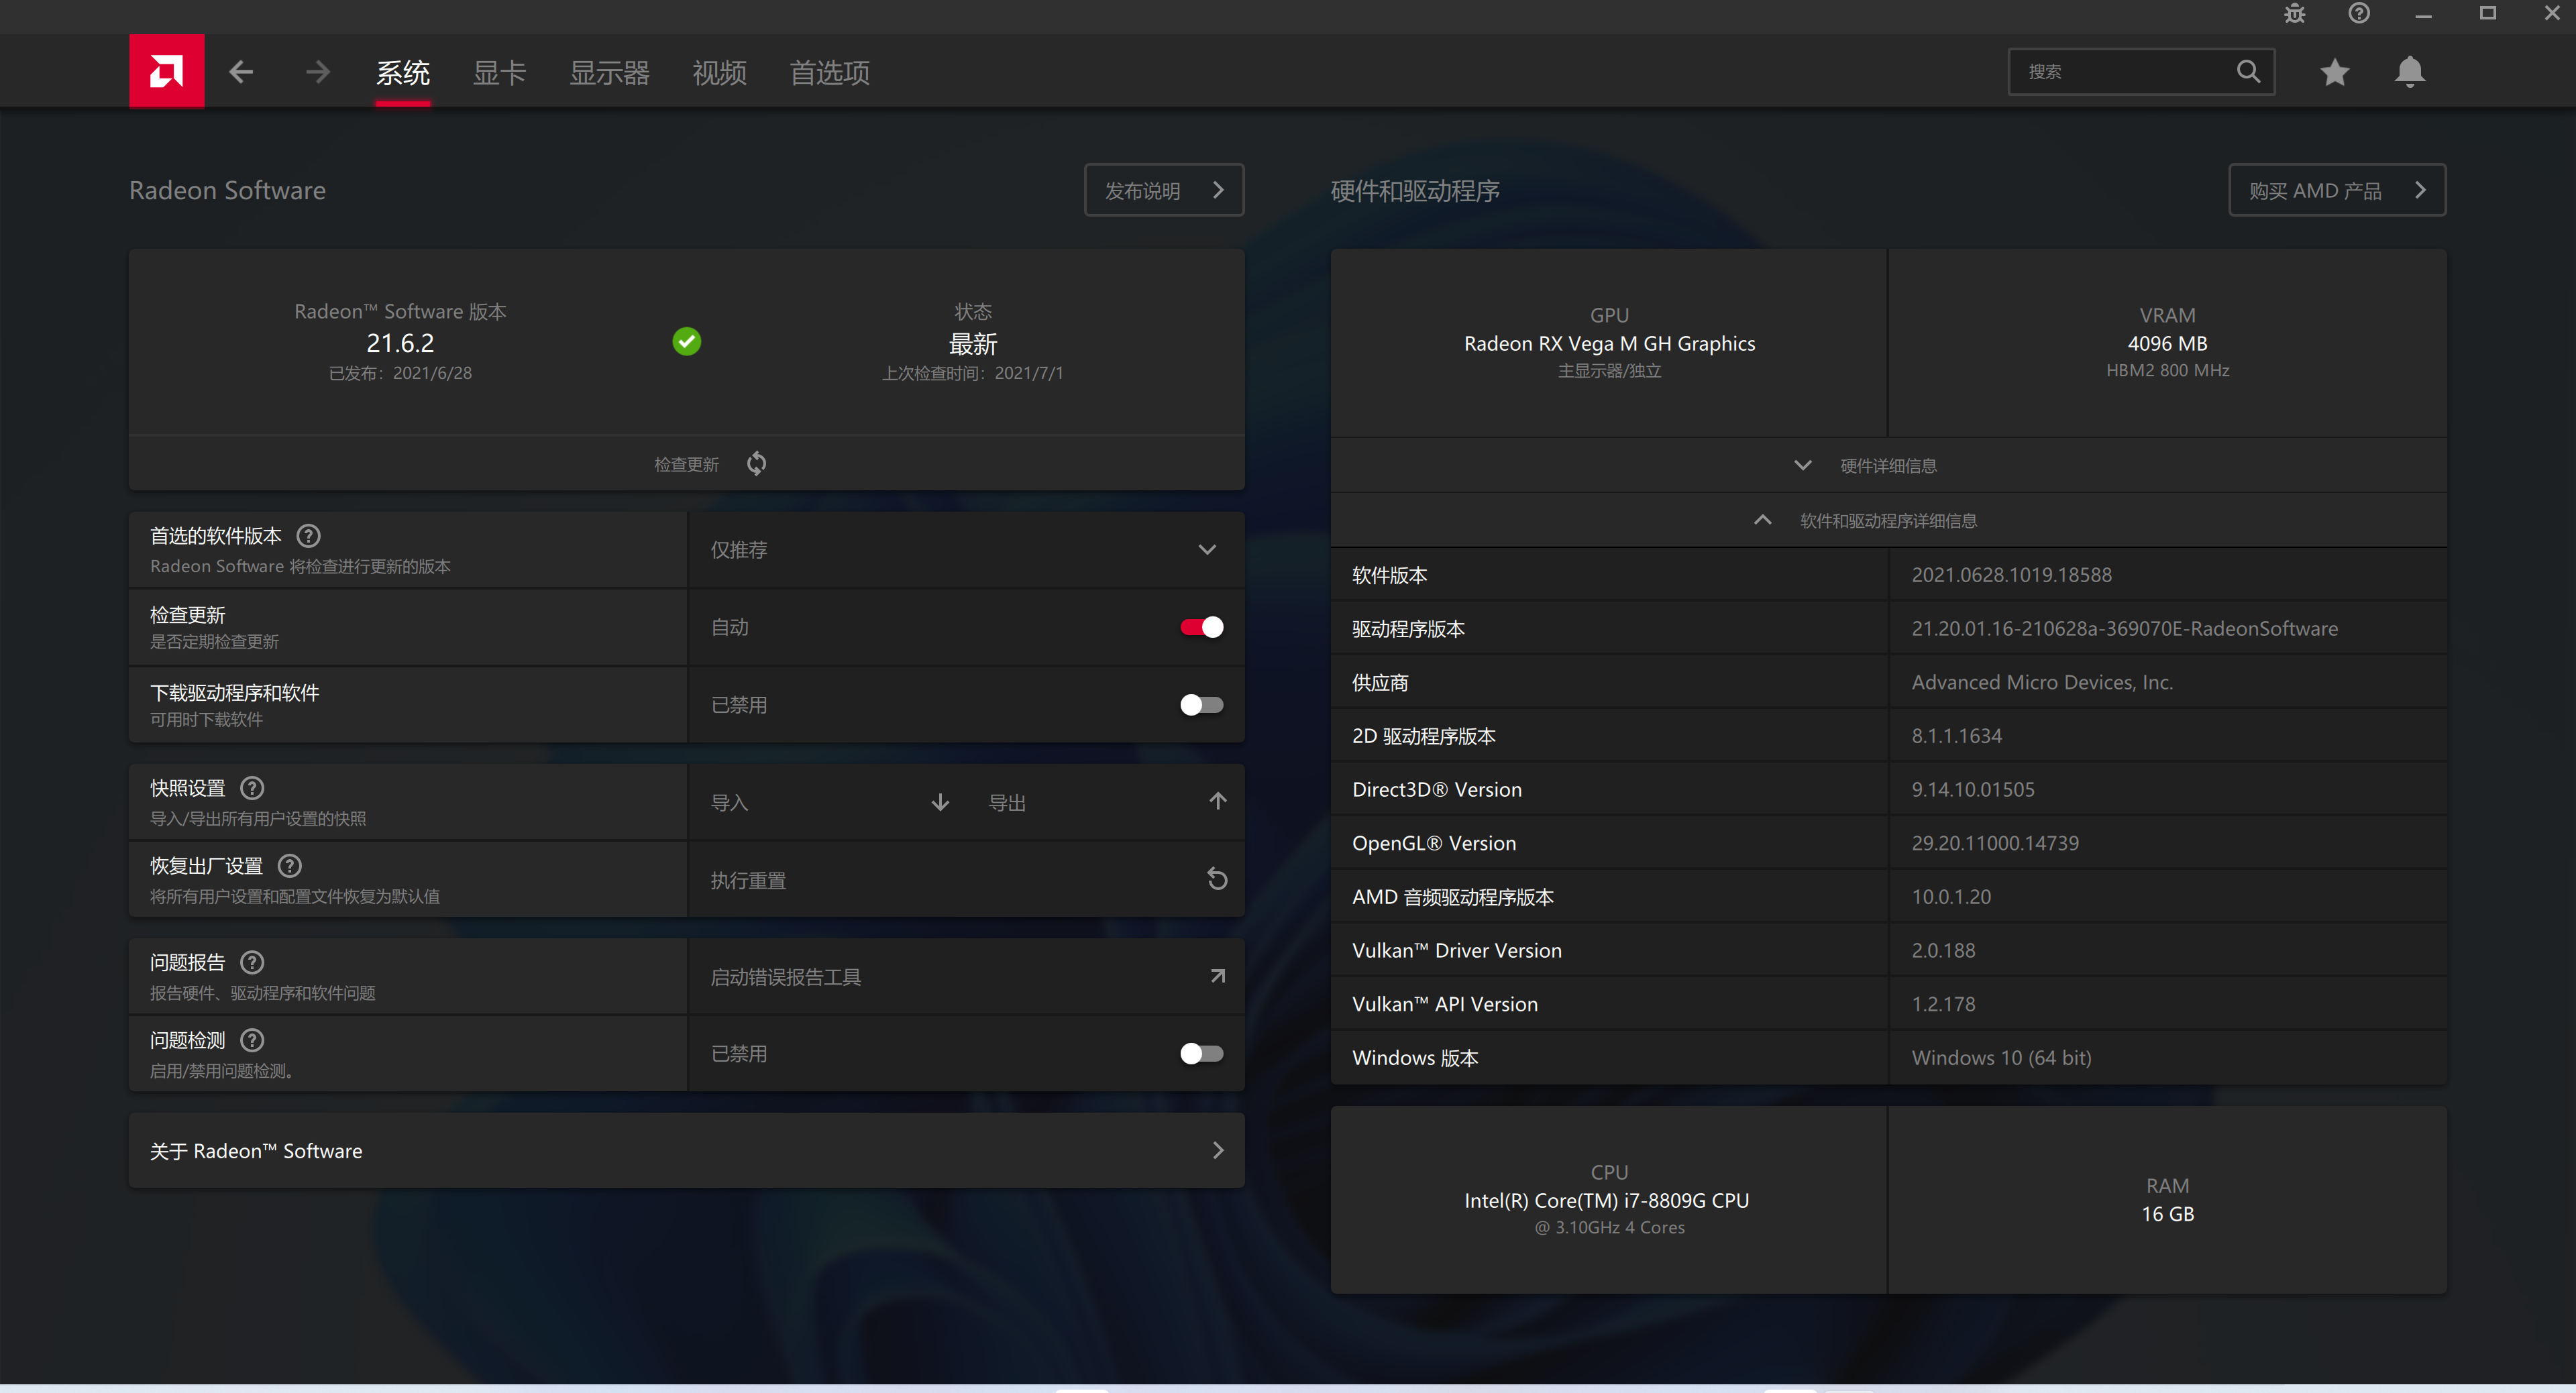 系统 显卡 显示器 视频 首选项
搜索
Radeon Software
发布说明
Radeon™ Software 版本
21.6.2
已发布：2021/6/28
状态
最新
上次检查时间：2021/7/1
检查更新
首选的软件版本
Radeon Software 将检查进行更新的版本
仅推荐
检查更新
是否定期检查更新
自动
下载驱动程序和软件
可用时下载软件
已禁用
快照设置
导入/导出所有用户设置的快照
导入 导出
恢复出厂设置
将所有用户设置和配置文件恢复为默认值
执行重置
问题报告
报告硬件、驱动程序和软件问题
启动错误报告工具
问题检测
启用/禁用问题检测。
已禁用
关于 Radeon™ Software
硬件和驱动程序
购买 AMD 产品
GPU
Radeon RX Vega M GH Graphics
主显示器/独立
VRAM
4096 MB
HBM2 800 MHz
硬件详细信息
软件和驱动程序详细信息
软件版本 2021.0628.1019.18588
驱动程序版本 21.20.01.16-210628a-369070E-RadeonSoftware
供应商 Advanced Micro Devices, Inc.
2D 驱动程序版本 8.1.1.1634
Direct3D® Version 9.14.10.01505
OpenGL® Version 29.20.11000.14739
AMD 音频驱动程序版本 10.0.1.20
Vulkan™ Driver Version 2.0.188
Vulkan™ API Version 1.2.178
Windows 版本 Windows 10 (64 bit)
CPU
Intel(R) Core(TM) i7-8809G CPU
@ 3.10GHz 4 Cores
RAM
16 GB